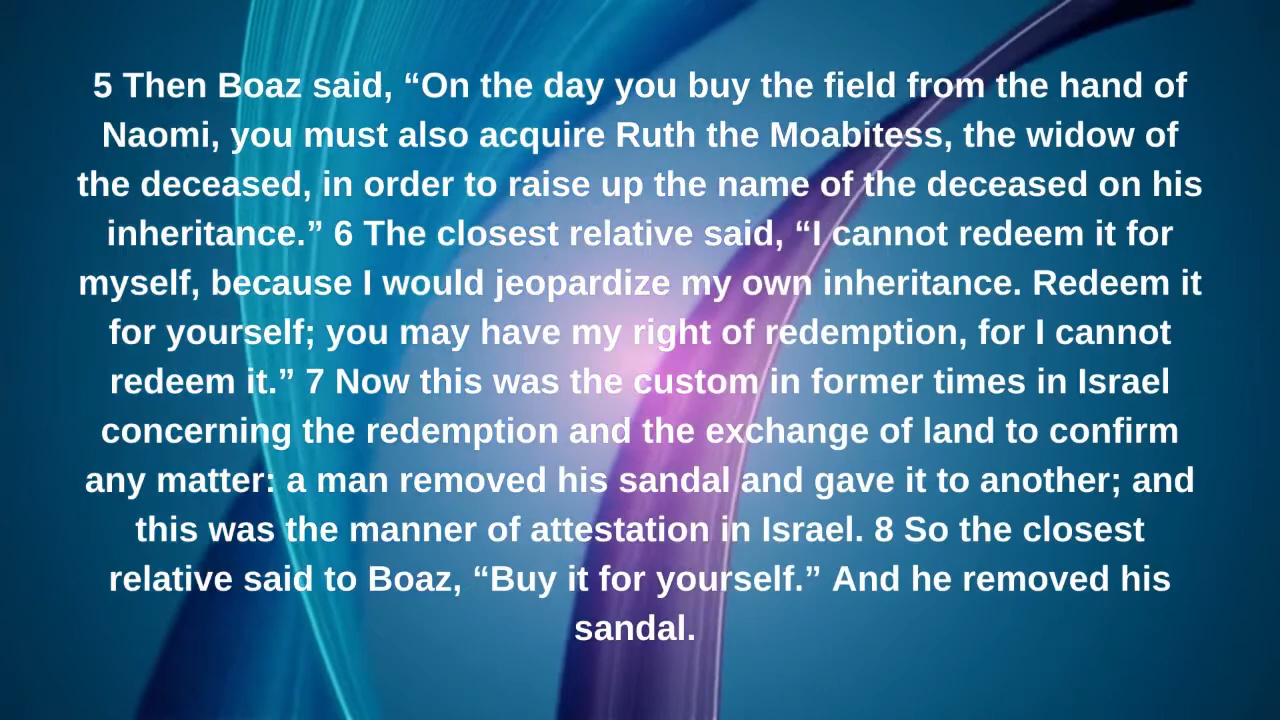 5 Then Boaz said, “On the day you buy the field from the hand of
Naomi, you must also acquire Ruth the Moabitess, the widow of
the deceased, in order to raise up the name of the deceased on his
inheritance.” 6 The closest relative said, “I cannot redeem it for
myself, because I would jeopardize my own inheritance. Redeem it
for yourself; you may have my right of redemption, for I cannot
redeem it.” 7 Now this was the custom in former times in Israel
concerning the redemption and the exchange of land to confirm
any matter: a man removed his sandal and gave it to another; and
this was the manner of attestation in Israel. 8 So the closest
relative said to Boaz, “Buy it for yourself.” And he removed his
sandal.